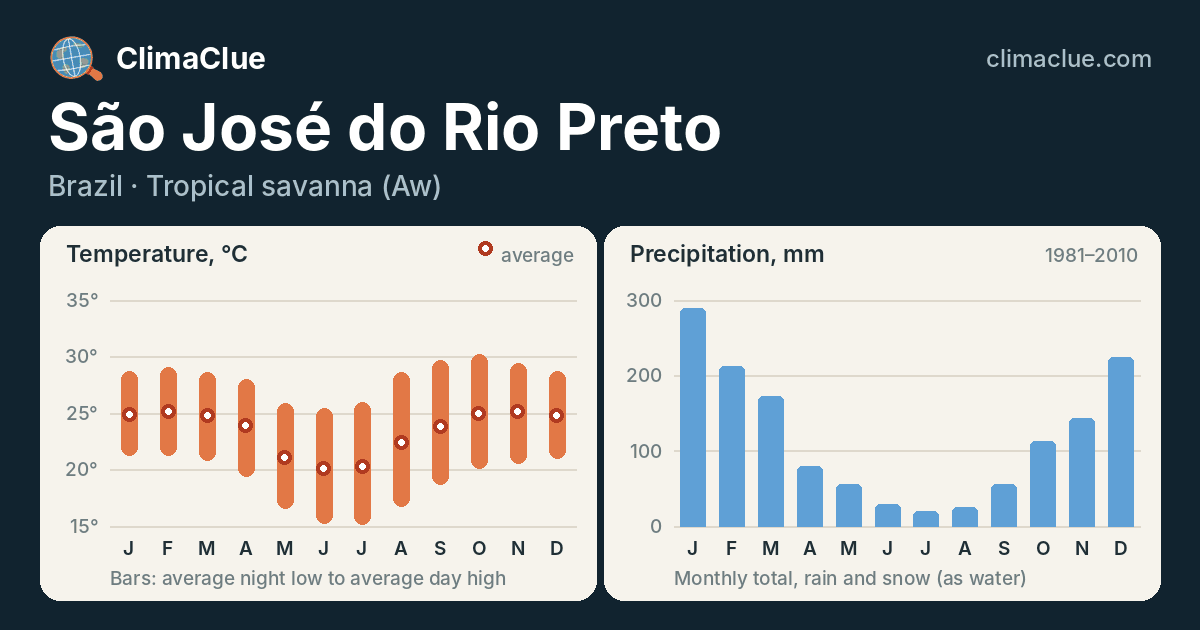 ClimaClue
climaclue.com
São José do Rio Preto
Brazil · Tropical savanna (Aw)
Temperature, °C
average
35°
30°
25°
20°
15°
J F M A M J J A S O N D
Bars: average night low to average day high
Precipitation, mm
1981–2010
300
200
100
0
J F M A M J J A S O N D
Monthly total, rain and snow (as water)